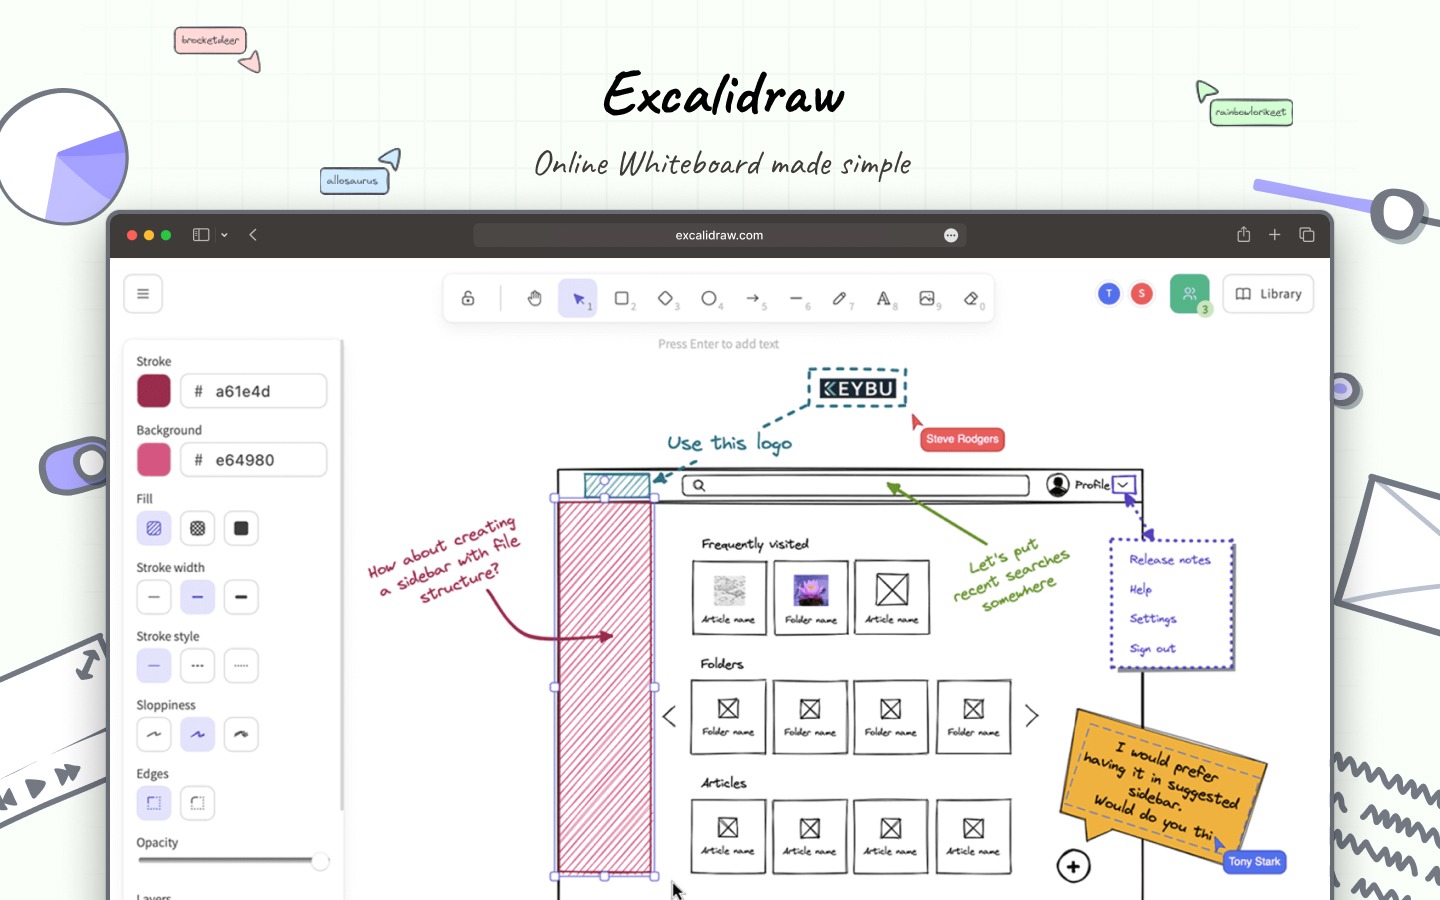 brocketdeer
Excalidraw
rainbowlorikeet
Online Whiteboard made simple
allosaurus
excalidraw.com
1
2
3
4
5
6
7
A
8
9
0
T
S
3
Library
Press Enter to add text
Stroke
# a61e4d
Background
# e64980
Fill
Stroke width
Stroke style
Sloppiness
Edges
Opacity
Layers
KEYBU
Steve Rodgers
Use this logo
Profile
How about creating
a sidebar with file
structure?
Let's put
recent searches
somewhere
Release notes
Help
Settings
Sign out
Frequently visited
Article name
Folder name
Article name
Folders
Folder name
Folder name
Folder name
Folder name
Articles
Article name
Article name
Article name
Article name
I would prefer
having it in suggested
sidebar.
Would do you thi
Tony Stark